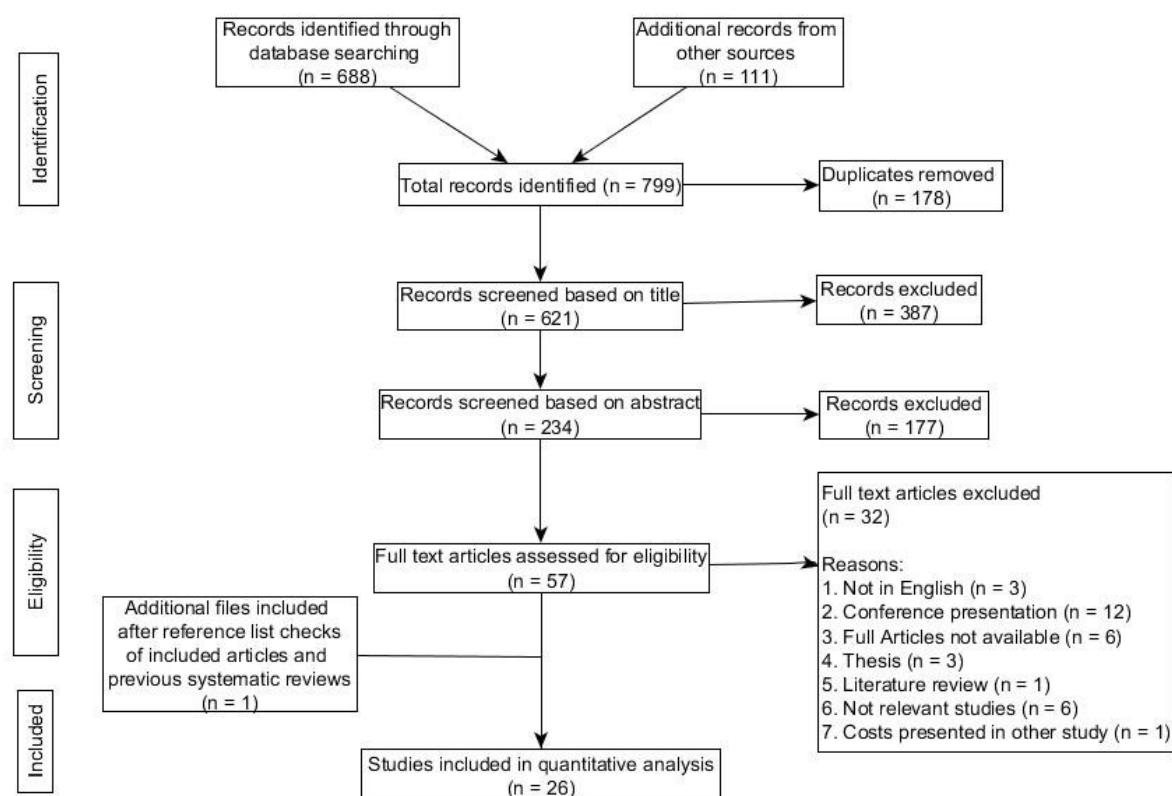 Records identified through
database searching
(n = 688)
Additional records from
other sources
(n = 111)
Identification
Total records identified (n = 799)
Duplicates removed
(n = 178)
Screening
Records screened based on title
(n = 621)
Records excluded
(n = 387)
Records screened based on abstract
(n = 234)
Records excluded
(n = 177)
Eligibility
Full text articles assessed for eligibility
(n = 57)
Full text articles excluded
(n = 32)
Reasons:
1. Not in English (n = 3)
2. Conference presentation (n = 12)
3. Full Articles not available (n = 6)
4. Thesis (n = 3)
5. Literature review (n = 1)
6. Not relevant studies (n = 6)
7. Costs presented in other study (n = 1)
Additional files included
after reference list checks
of included articles and
previous systematic reviews
(n = 1)
Included
Studies included in quantitative analysis
(n = 26)